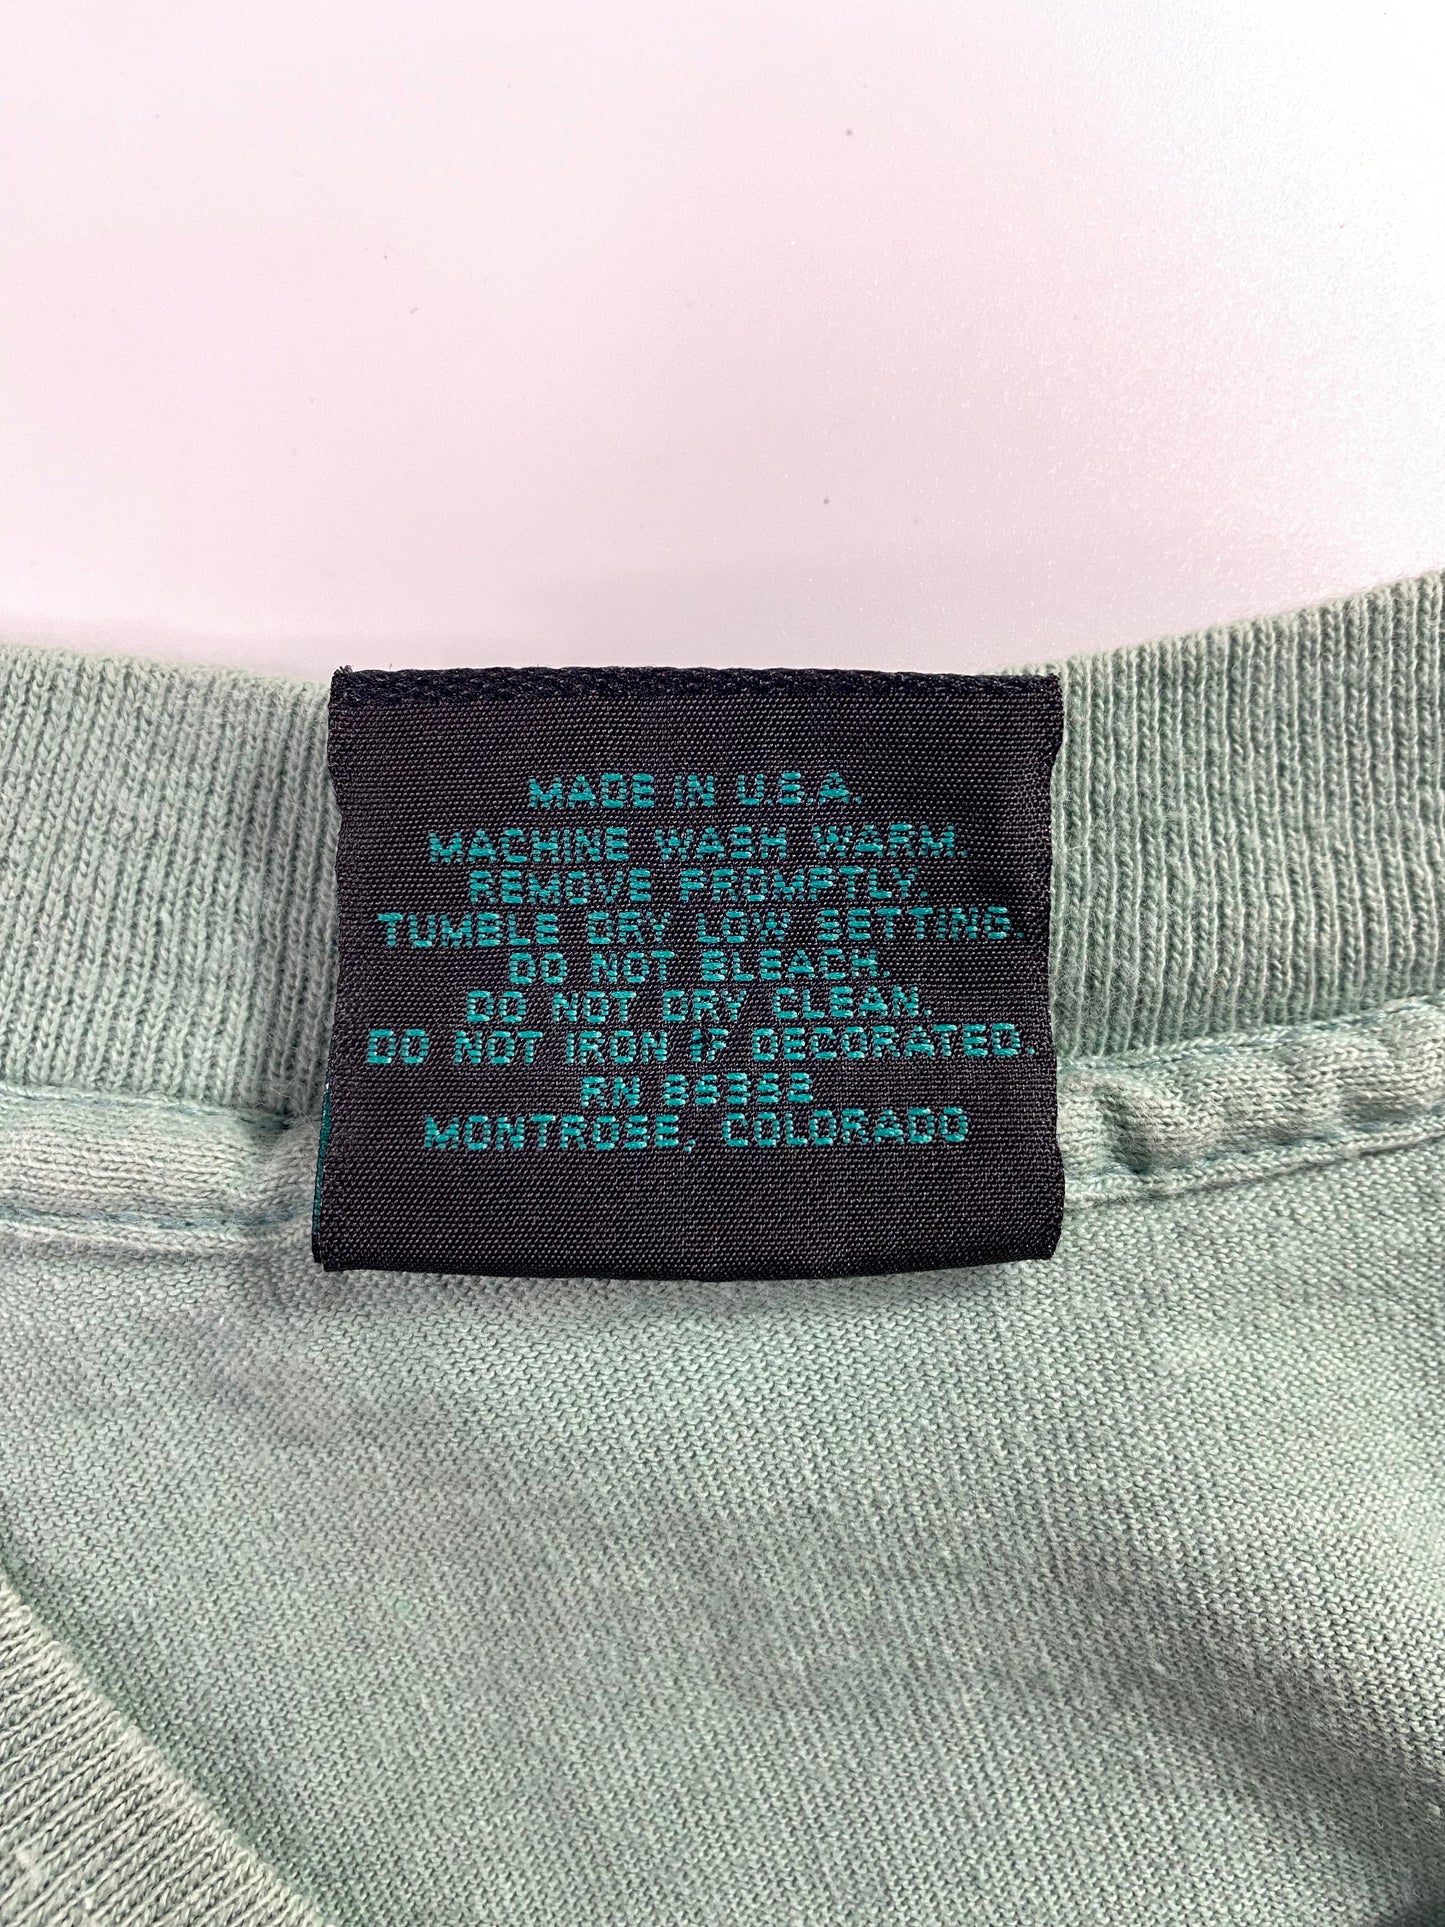 MADE IN U.S.A.
MACHINE WASH WARM.
REMOVE PROMPTLY.
TUMBLE DRY LOW SETTING.
DO NOT BLEACH.
DO NOT DRY CLEAN.
DO NOT IRON IF DECORATED.
RN
MONTROSE, COLORADO